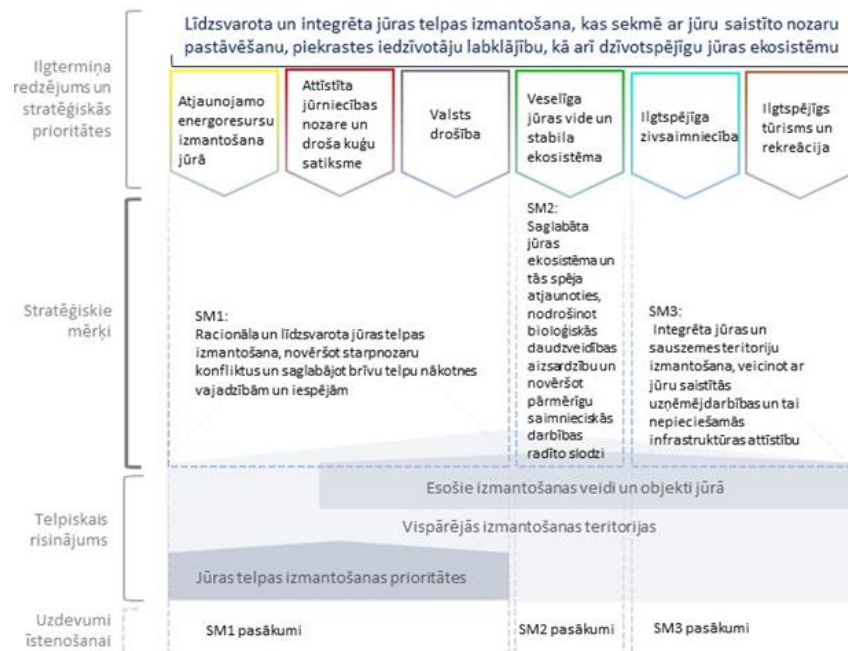 Līdzsvarota un integrēta jūras telpas izmantošana, kas sekmē ar jūru saistīto nozaru
pastāvēšanu, piekrastes iedzīvotāju labklājību, kā arī dzīvotspējīgu jūras ekosistēmu
Ilgtermiņa
redzējums un
stratēģiskās
prioritātes
Atjaunojamo
energoresursu
izmantošana
jūrā
Attīstīta
jūrniecības
nozare un
droša kuģu
satiksme
Valsts
drošība
Veselīga
jūras vide un
stabila
ekosistēma
Ilgtspējīga
zivsaimniecība
Ilgtspējīgs
tūrisms un
rekreācija
Stratēģiskie
mērķi
SM1:
Racionāla un līdzsvarota jūras telpas
izmantošana, novēršot starpnozaru
konfliktus un saglabājot brīvu telpu nākotnes
vajadzībām un iespējām
SM2:
Saglabāta
jūras
ekosistēma un
tās spēja
atjaunoties,
nodrošinot
bioloģiskās
daudzveidības
aizsardzību un
novēršot
pārmērīgu
saimnieciskās
darbības
radīto slodzi
SM3:
Integrēta jūras un
sauszemes teritoriju
izmantošana, veicinot ar
jūru saistītās
uzņēmējdarbības un tai
nepieciešamās
infrastruktūras attīstību
Telpiskais
risinājums
Esošie izmantošanas veidi un objekti jūrā
Vispārējās izmantošanas teritorijas
Jūras telpas izmantošanas prioritātes
Uzdevumi
īstenošanai
SM1 pasākumi
SM2 pasākumi
SM3 pasākumi